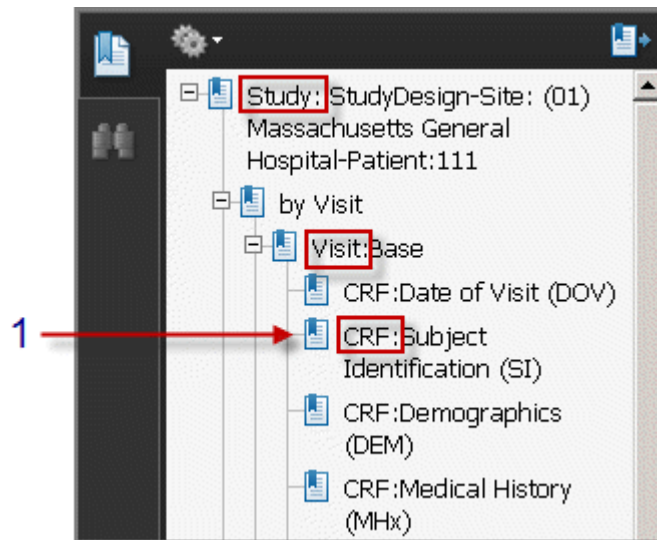 Study: StudyDesign-Site: (01)
Massachusetts General
Hospital-Patient:111
by Visit
Visit:Base
CRF:Date of Visit (DOV)
1
CRF:Subject
Identification (SI)
CRF:Demographics
(DEM)
CRF:Medical History
(MHx)